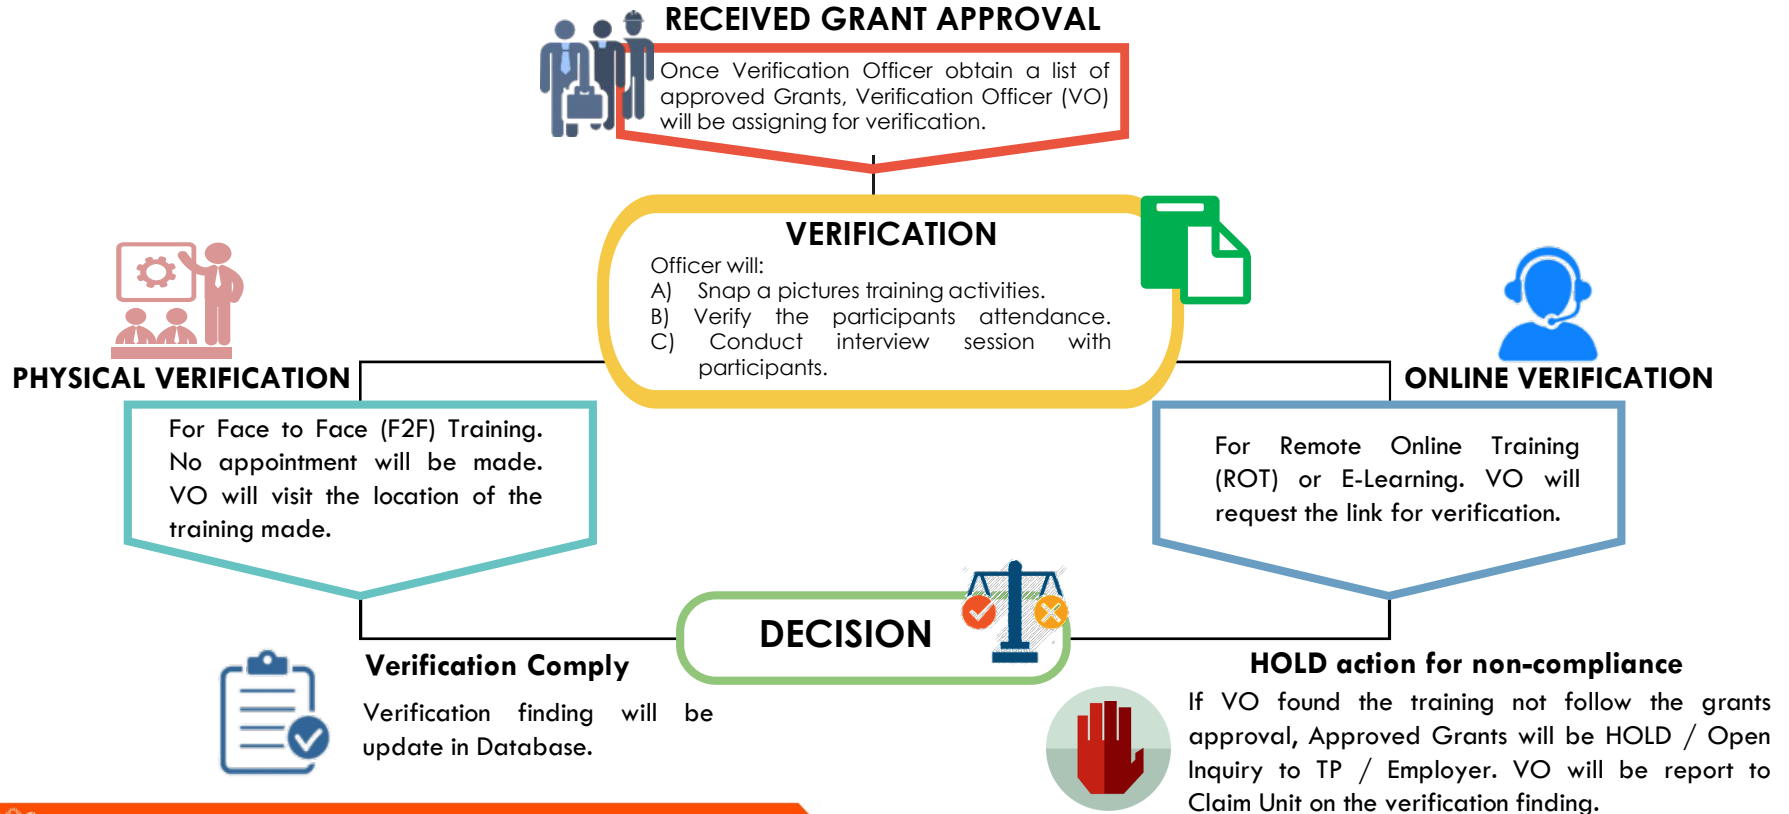 RECEIVED GRANT APPROVAL
Once Verification Officer obtain a list of
approved Grants, Verification Officer (VO)
will be assigning for verification.
VERIFICATION
Officer will:
A) Snap a pictures training activities.
B) Verify the participants attendance.
C) Conduct interview session with
participants.
PHYSICAL VERIFICATION
For Face to Face (F2F) Training.
No appointment will be made.
VO will visit the location of the
training made.
ONLINE VERIFICATION
For Remote Online Training
(ROT) or E-Learning. VO will
request the link for verification.
DECISION
Verification Comply
Verification finding will be
update in Database.
HOLD action for non-compliance
If VO found the training not follow the grants
approval, Approved Grants will be HOLD / Open
Inquiry to TP / Employer. VO will be report to
Claim Unit on the verification finding.